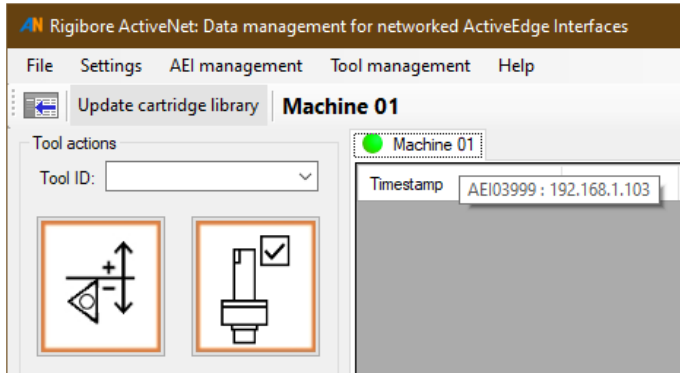 AN Rigibore ActiveNet: Data management for networked ActiveEdge Interfaces
File Settings AEI management Tool management Help
Update cartridge library Machine 01
Tool actions
Tool ID:
Machine 01
Timestamp
AEI03999 : 192.168.1.103
+
-